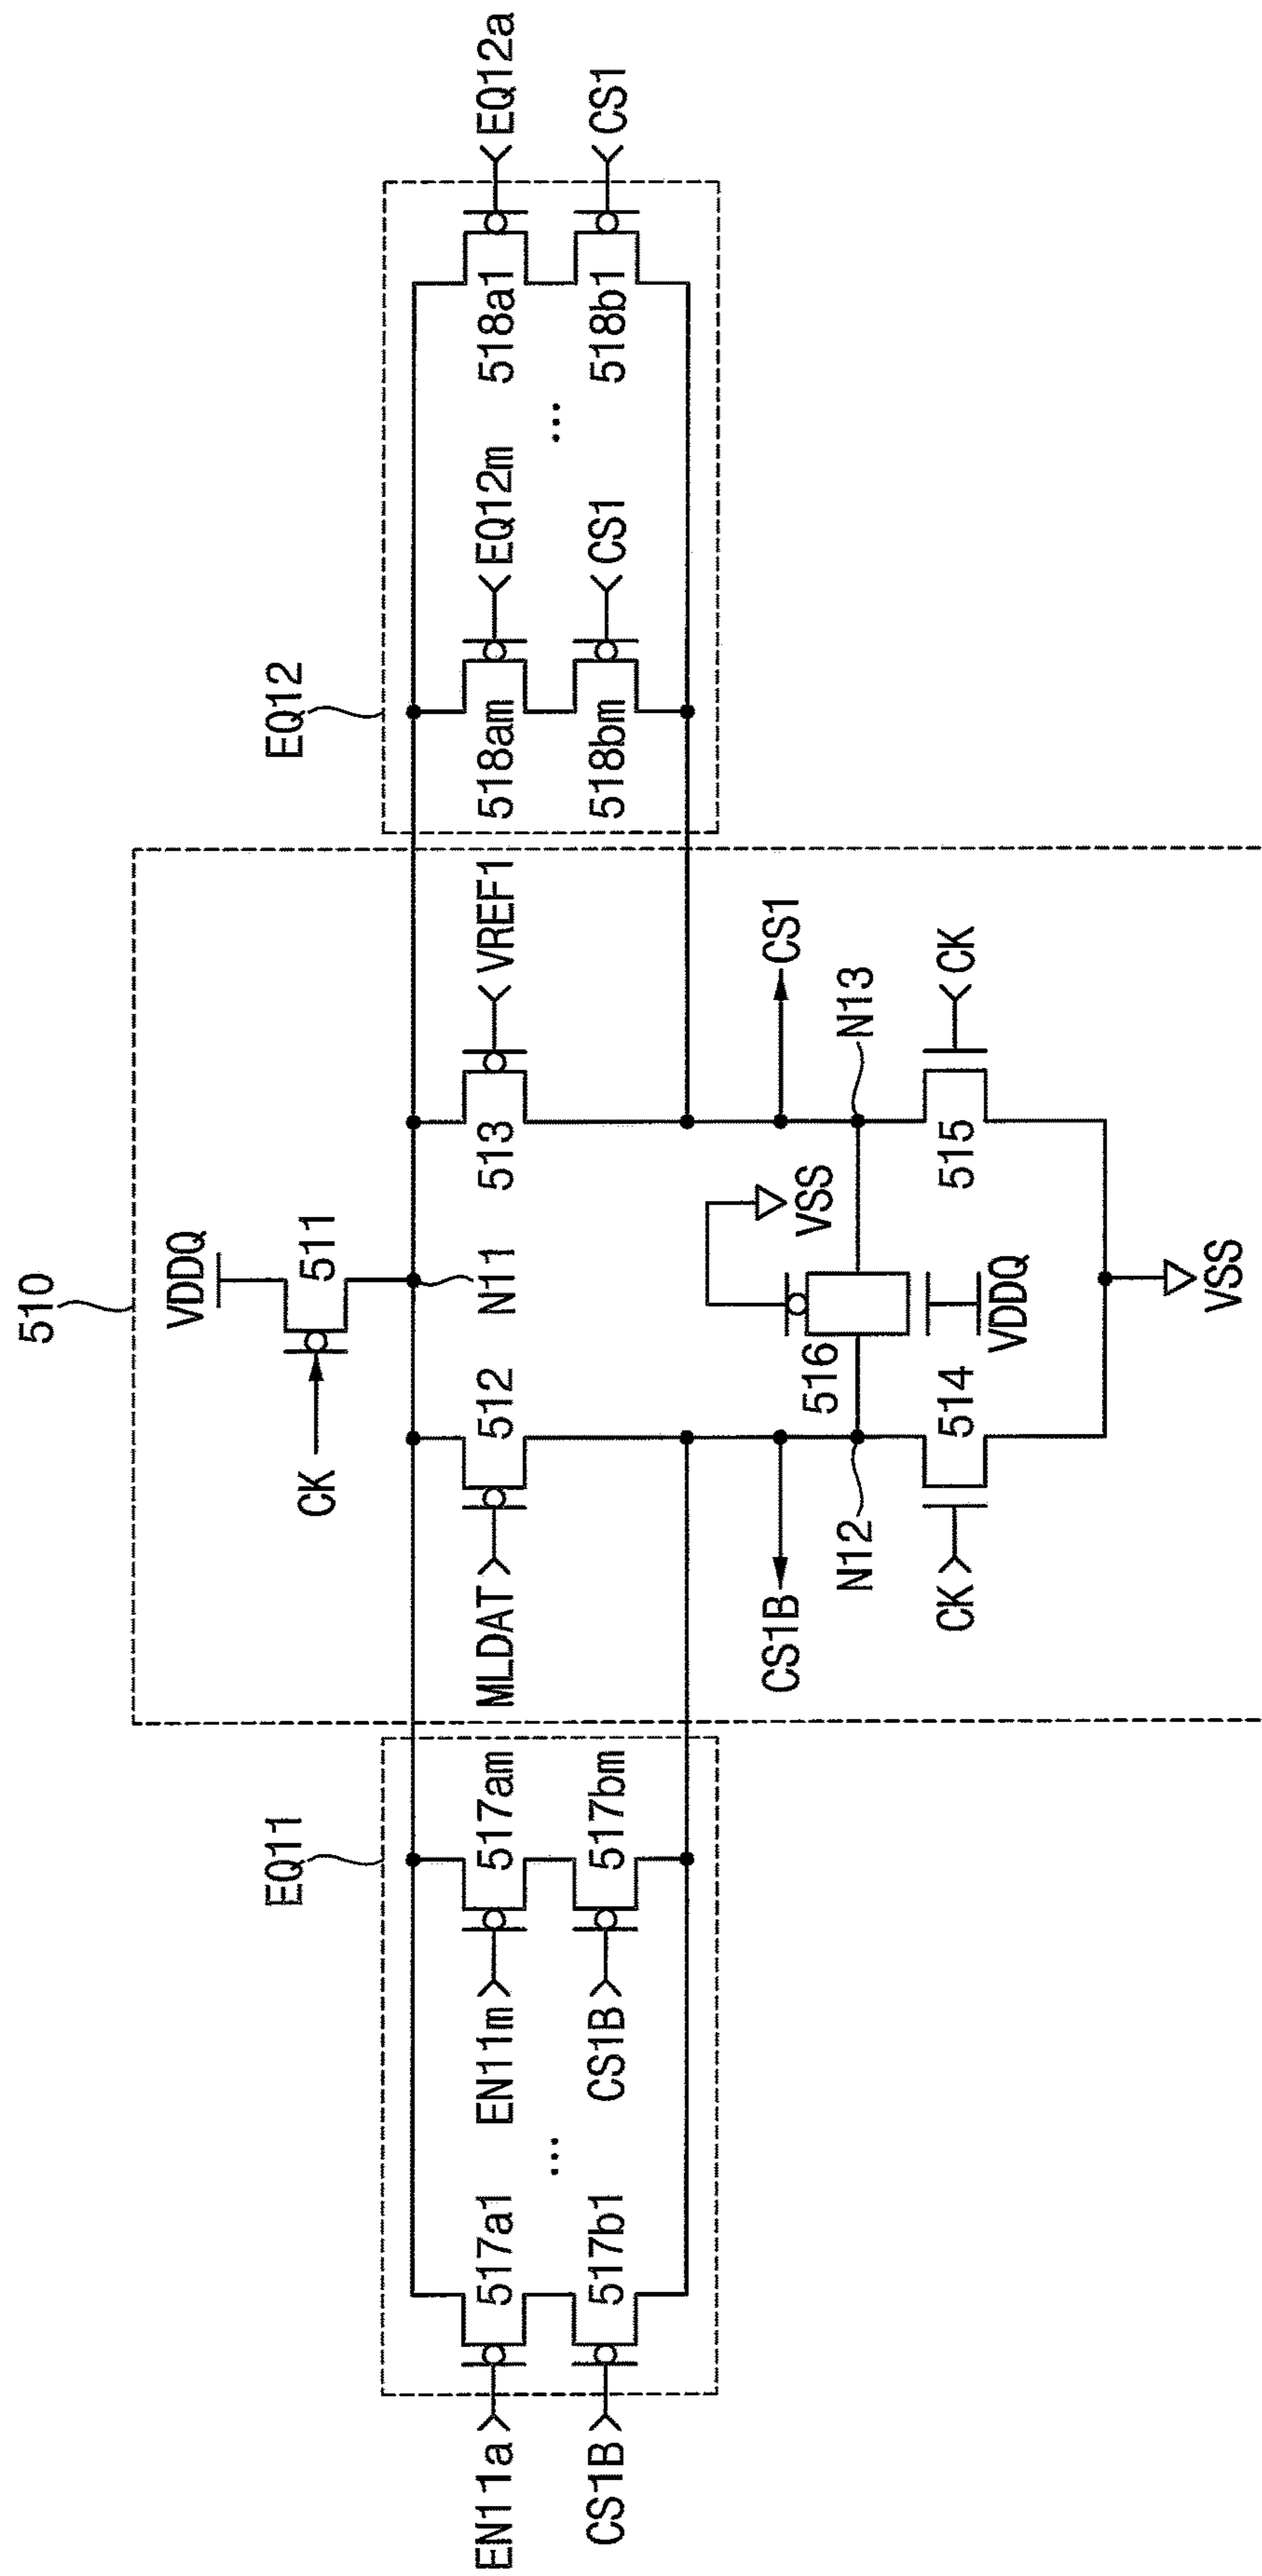 510
VDDQ
CK
511
N11
EQ11
EQ12
EN11a
517a1
EN11m
517am
MLDAT
512
513
VREF1
518am
EQ12m
518a1
EQ12a
...
...
CS1B
517b1
CS1B
517bm
518bm
CS1
518b1
CS1
CS1B
CS1
VSS
516
N12
N13
VDDQ
CK
514
515
CK
VSS